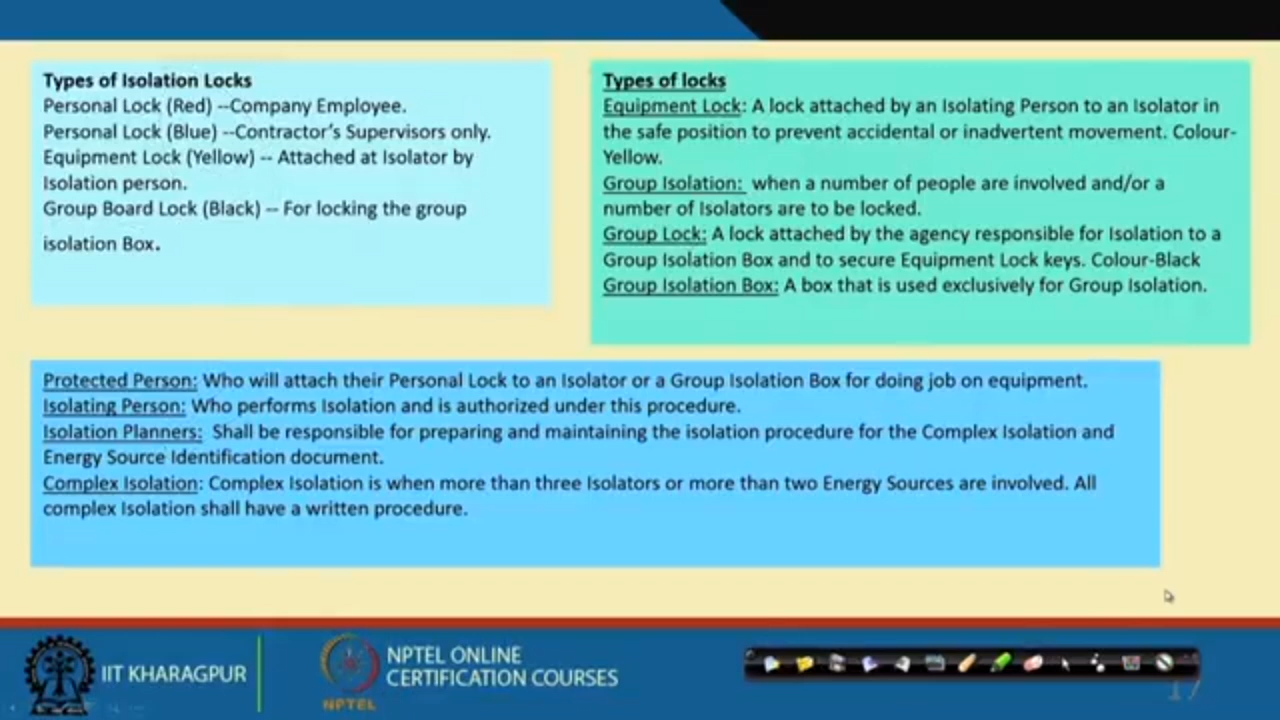 Types of Isolation Locks
Personal Lock (Red) --Company Employee.
Personal Lock (Blue) --Contractor's Supervisors only.
Equipment Lock (Yellow) -- Attached at Isolator by
Isolation person.
Group Board Lock (Black) -- For locking the group
isolation Box.
Types of locks
Equipment Lock: A lock attached by an Isolating Person to an Isolator in
the safe position to prevent accidental or inadvertent movement. Colour-
Yellow.
Group Isolation: when a number of people are involved and/or a
number of Isolators are to be locked.
Group Lock: A lock attached by the agency responsible for Isolation to a
Group Isolation Box and to secure Equipment Lock keys. Colour-Black
Group Isolation Box: A box that is used exclusively for Group Isolation.
Protected Person: Who will attach their Personal Lock to an Isolator or a Group Isolation Box for doing job on equipment.
Isolating Person: Who performs Isolation and is authorized under this procedure.
Isolation Planners: Shall be responsible for preparing and maintaining the isolation procedure for the Complex Isolation and
Energy Source Identification document.
Complex Isolation: Complex Isolation is when more than three Isolators or more than two Energy Sources are involved. All
complex Isolation shall have a written procedure.
IIT KHARAGPUR
NPTEL
NPTEL ONLINE
CERTIFICATION COURSES
17